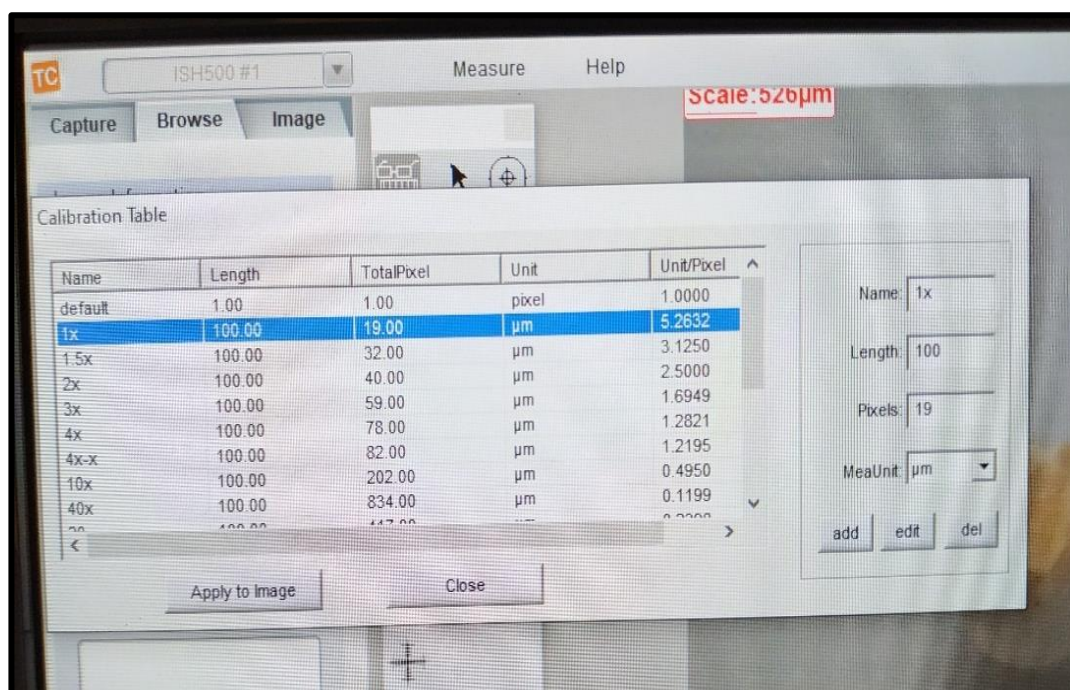 TC ISH500 #1 Measure Help
Scale:526µm
Capture Browse Image
Calibration Table
Name Length TotalPixel Unit Unit/Pixel
default 1.00 1.00 pixel 1.0000
1x 100.00 19.00 µm 5.2632
1.5x 100.00 32.00 µm 3.1250
2x 100.00 40.00 µm 2.5000
3x 100.00 59.00 µm 1.6949
4x 100.00 78.00 µm 1.2821
4x-x 100.00 82.00 µm 1.2195
10x 100.00 202.00 µm 0.4950
40x 100.00 834.00 µm 0.1199
Name: 1x
Length: 100
Pixels: 19
MeaUnit: µm
add edit del
Apply to Image Close